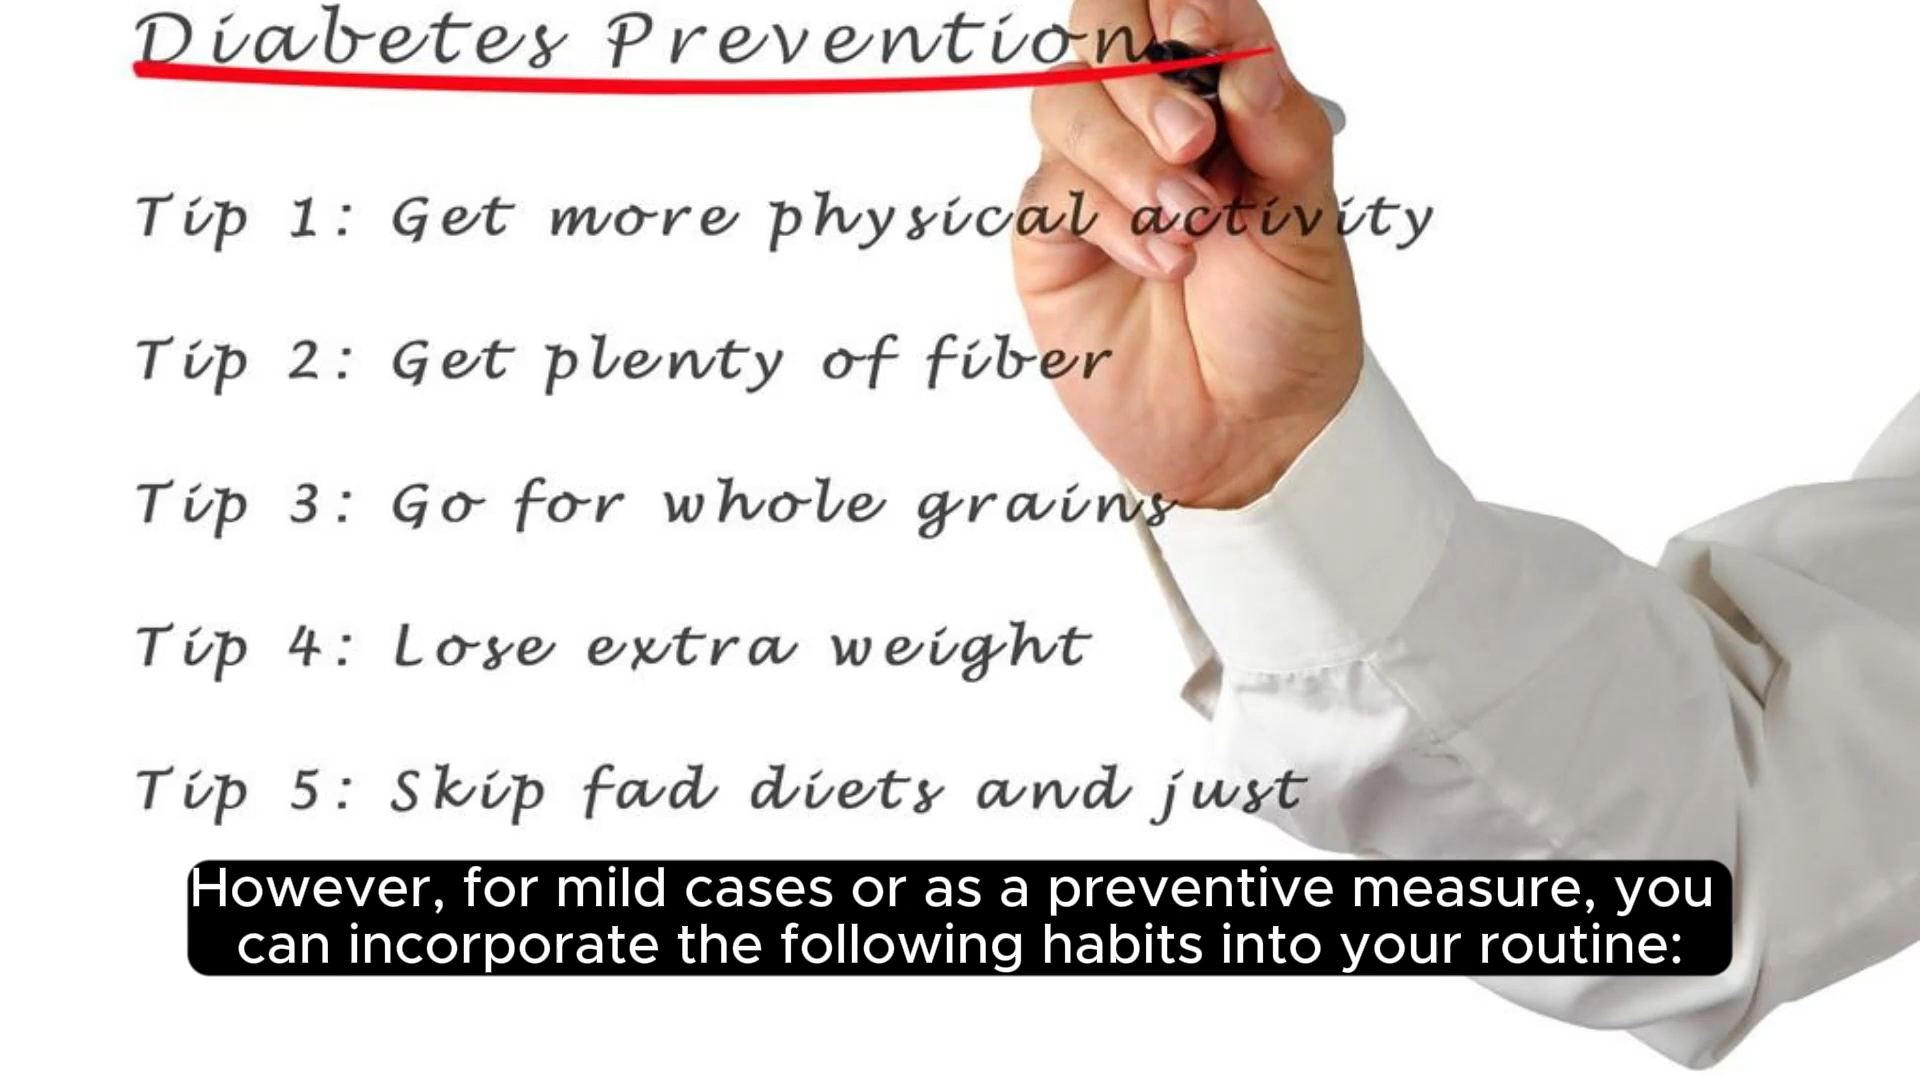 Diabetes Prevention
Tip 1: Get more physical activity
Tip 2: Get plenty of fiber
Tip 3: Go for whole grains
Tip 4: Lose extra weight
Tip 5: Skip fad diets and just
However, for mild cases or as a preventive measure, you
can incorporate the following habits into your routine: